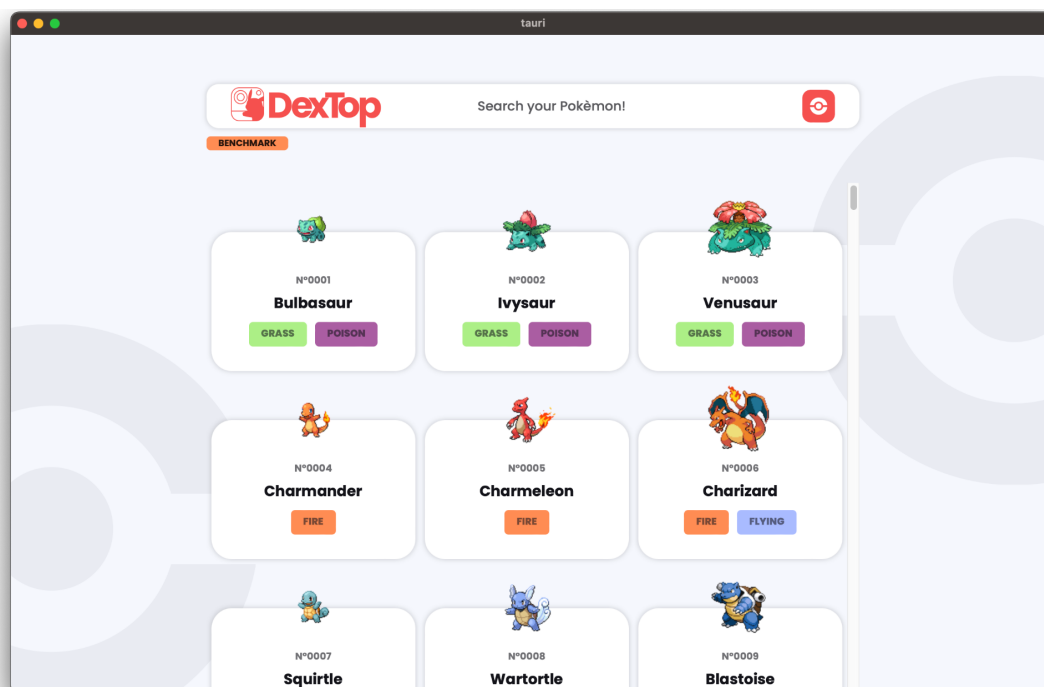 tauri
DexTop
Search your Pokèmon!
BENCHMARK
N°0001
Bulbasaur
GRASS POISON
N°0002
Ivysaur
GRASS POISON
N°0003
Venusaur
GRASS POISON
N°0004
Charmander
FIRE
N°0005
Charmeleon
FIRE
N°0006
Charizard
FIRE FLYING
N°0007
Squirtle
N°0008
Wartortle
N°0009
Blastoise